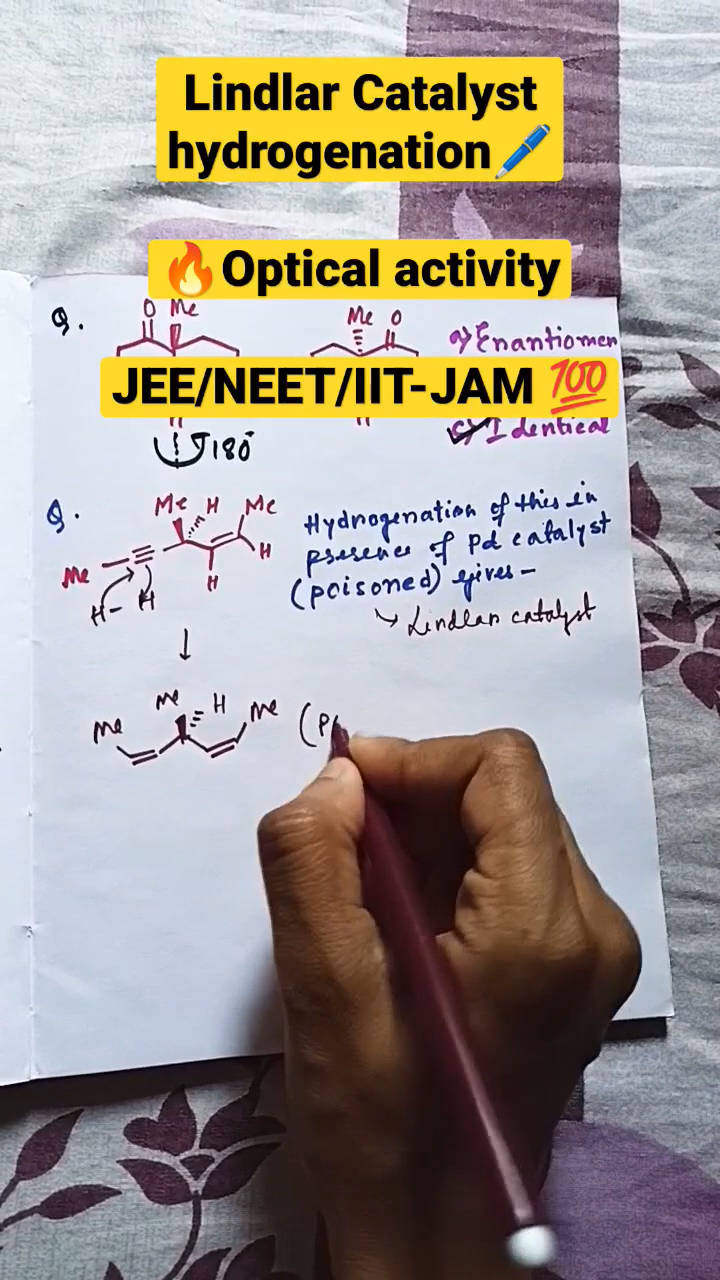 Lindlar Catalyst
hydrogenation🖊️
🔥Optical activity
Q.
O Me
Me O
a) Enantiomer
JEE/NEET/IIT-JAM 💯
H
H
c) Identical
180°
Q.
Me H Me
Me
H
H
H- H
Hydrogenation of this in
presence of Pd catalyst
(poisoned) gives -
Lindlar catalyst
Me Me H Me
(P